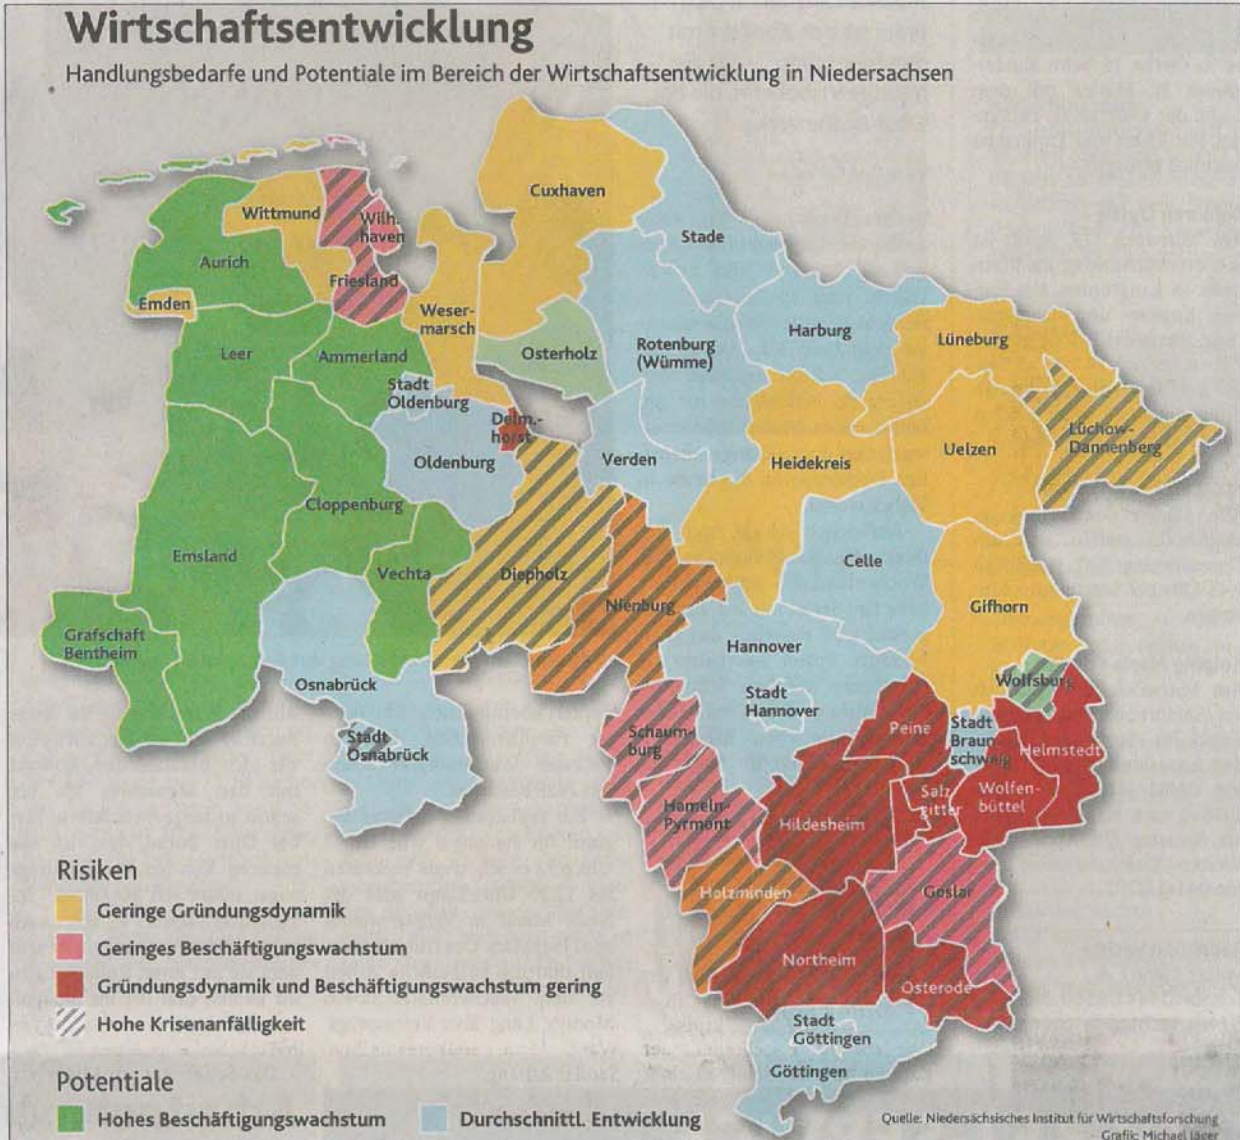 Wirtschaftsentwicklung
Handlungsbedarfe und Potentiale im Bereich der Wirtschaftsentwicklung in Niedersachsen
Cuxhaven
Stade
Wittmund
Wilh.-
haven
Aurich
Friesland
Emden
Weser-
marsch
Harburg
Lüneburg
Leer
Ammerland
Osterholz
Rotenburg
(Wümme)
Stadt
Oldenburg
Delm.-
horst
Oldenburg
Verden
Heidekreis
Uelzen
Lüchow-
Dannenberg
Cloppenburg
Emsland
Vechta
Diepholz
Nienburg
Celle
Gifhorn
Grafschaft
Bentheim
Hannover
Osnabrück
Stadt
Hannover
Wolfsburg
Stadt
Osnabrück
Schaum-
burg
Peine
Stadt
Braun-
schweig
Helmstedt
Hameln-
Pyrmont
Hildesheim
Salz
gitter
Wolfen-
büttel
Holzminden
Goslar
Northeim
Osterode
Stadt
Göttingen
Göttingen
Risiken
Geringe Gründungsdynamik
Geringes Beschäftigungswachstum
Gründungsdynamik und Beschäftigungswachstum gering
Hohe Krisenanfälligkeit
Potentiale
Hohes Beschäftigungswachstum
Durchschnittl. Entwicklung
Quelle: Niedersächsisches Institut für Wirtschaftsforschung
Grafik: Michael Jäger